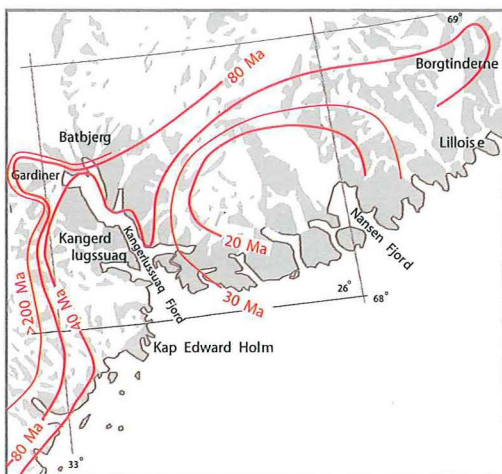 69°
80 Ma
Borgtinderne
Batbjerg
Lilloise
Gardiner
Kangerd
lugssuaq
Kangerlussuaq Fjord
Nansen Fjord
20 Ma
30 Ma
26°
68°
>200 Ma
40 Ma
Kap Edward Holm
80 Ma
33°